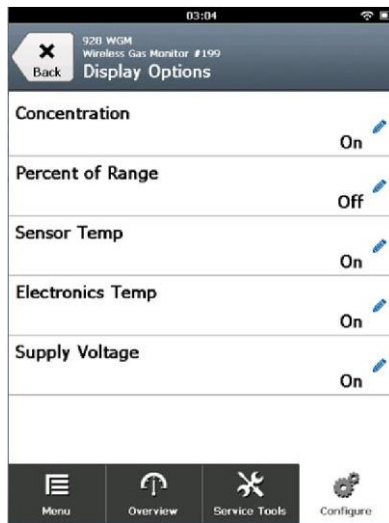 03:04
928 WGM
Wireless Gas Monitor #199
Back
Display Options
Concentration
On
Percent of Range
Off
Sensor Temp
On
Electronics Temp
On
Supply Voltage
On
Menu
Overview
Service Tools
Configure